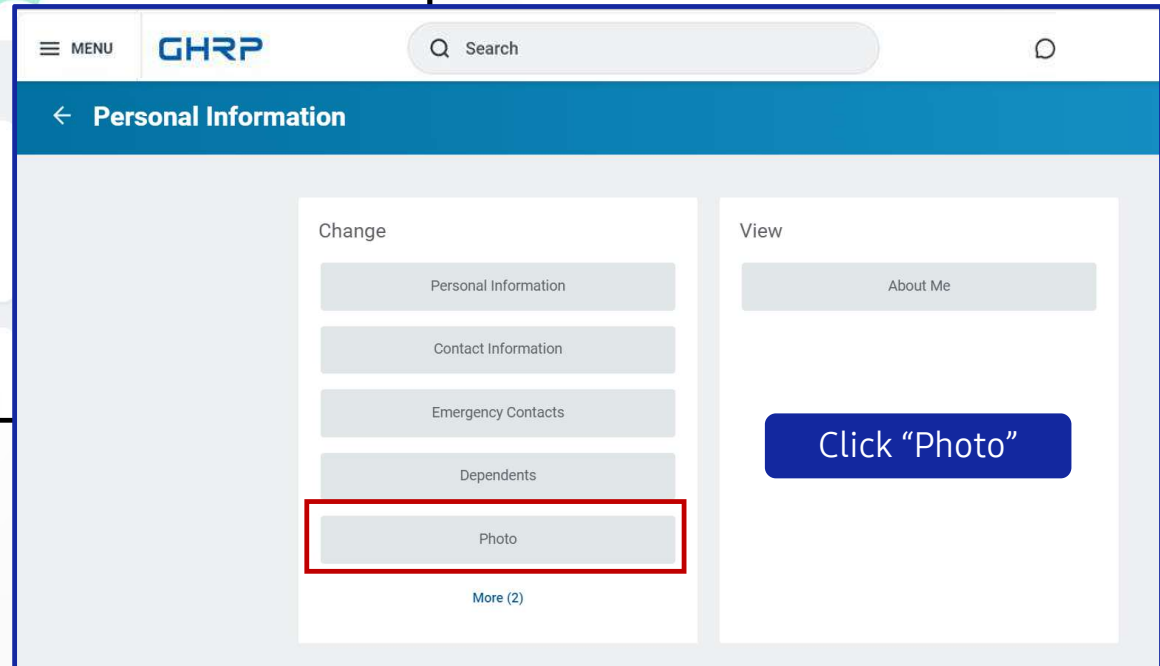 MENU
GHRP
Search
Personal Information
Change
Personal Information
Contact Information
Emergency Contacts
Dependents
Photo
More (2)
View
About Me
Click “Photo”